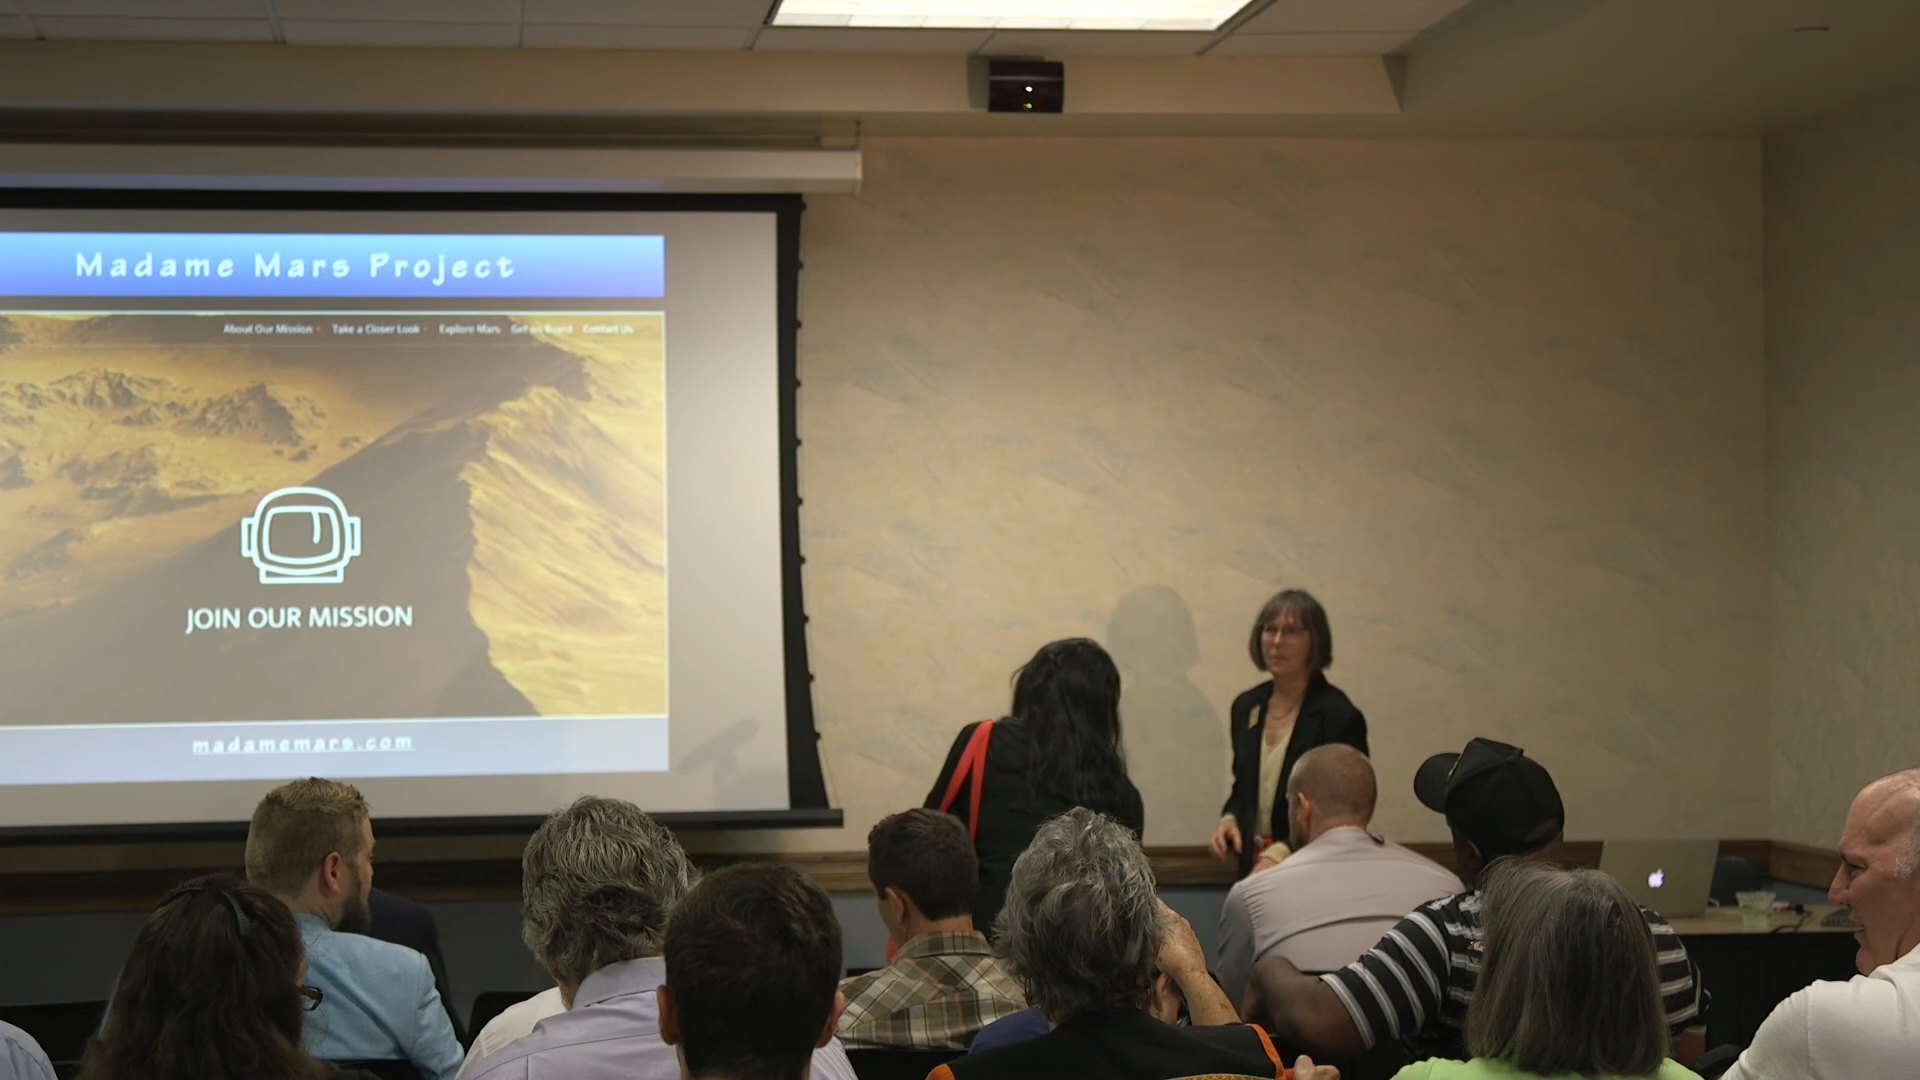 Madame Mars Project
About Our Mission Take a Closer Look Explore Mars Get on Board Contact Us
JOIN OUR MISSION
madamemars.com